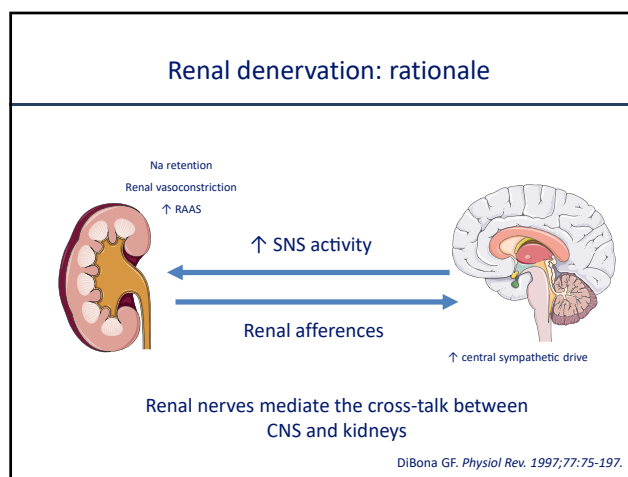 Renal denervation: rationale
Na retention
Renal vasoconstriction
↑ RAAS
↑ SNS activity
Renal afferences
↑ central sympathetic drive
Renal nerves mediate the cross-talk between
CNS and kidneys
DiBona GF. Physiol Rev. 1997;77:75-197.